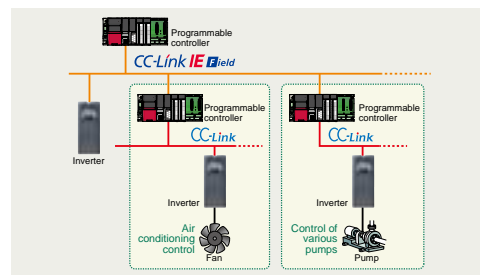 Programmable
controller
CC-Link IE Field
Programmable
controller
Programmable
controller
CC-Link
CC-Link
Inverter
Inverter
Inverter
Air
conditioning
control
Fan
Control of
various
pumps
Pump